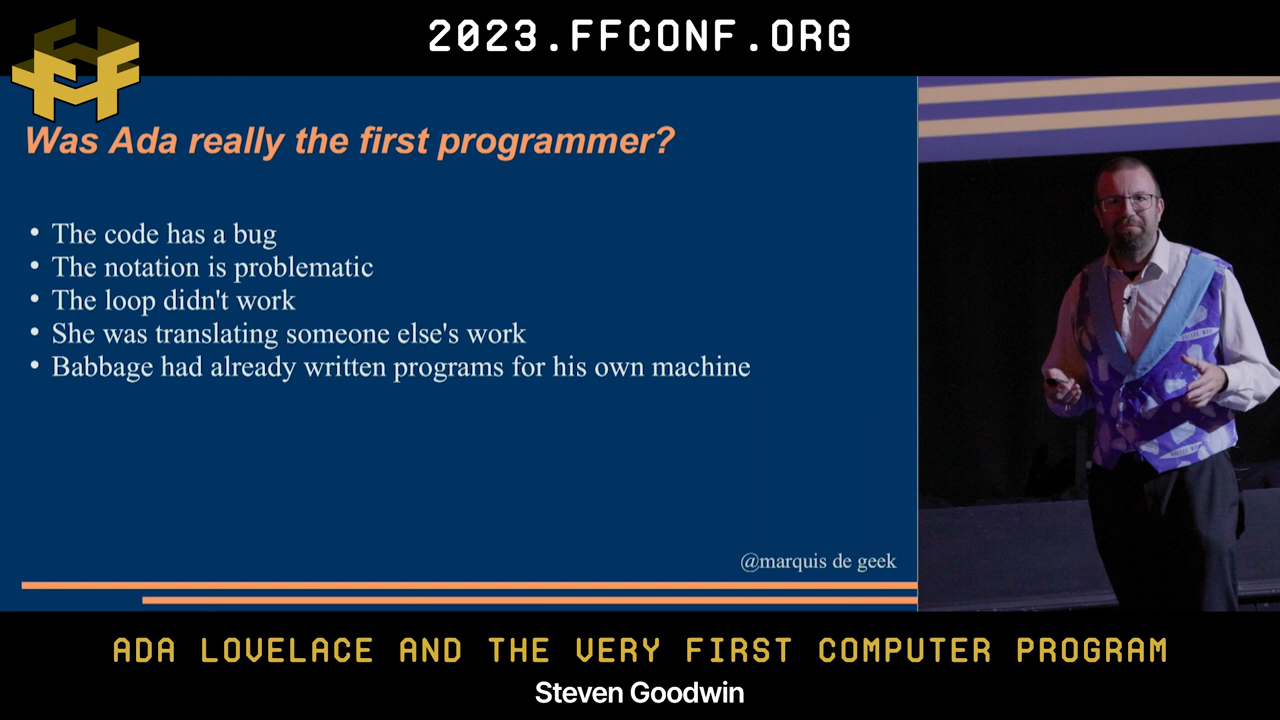 2023.FFCONF.ORG
Was Ada really the first programmer?
• The code has a bug
• The notation is problematic
• The loop didn't work
• She was translating someone else's work
• Babbage had already written programs for his own machine
@marquis de geek
ADA LOVELACE AND THE VERY FIRST COMPUTER PROGRAM
Steven Goodwin